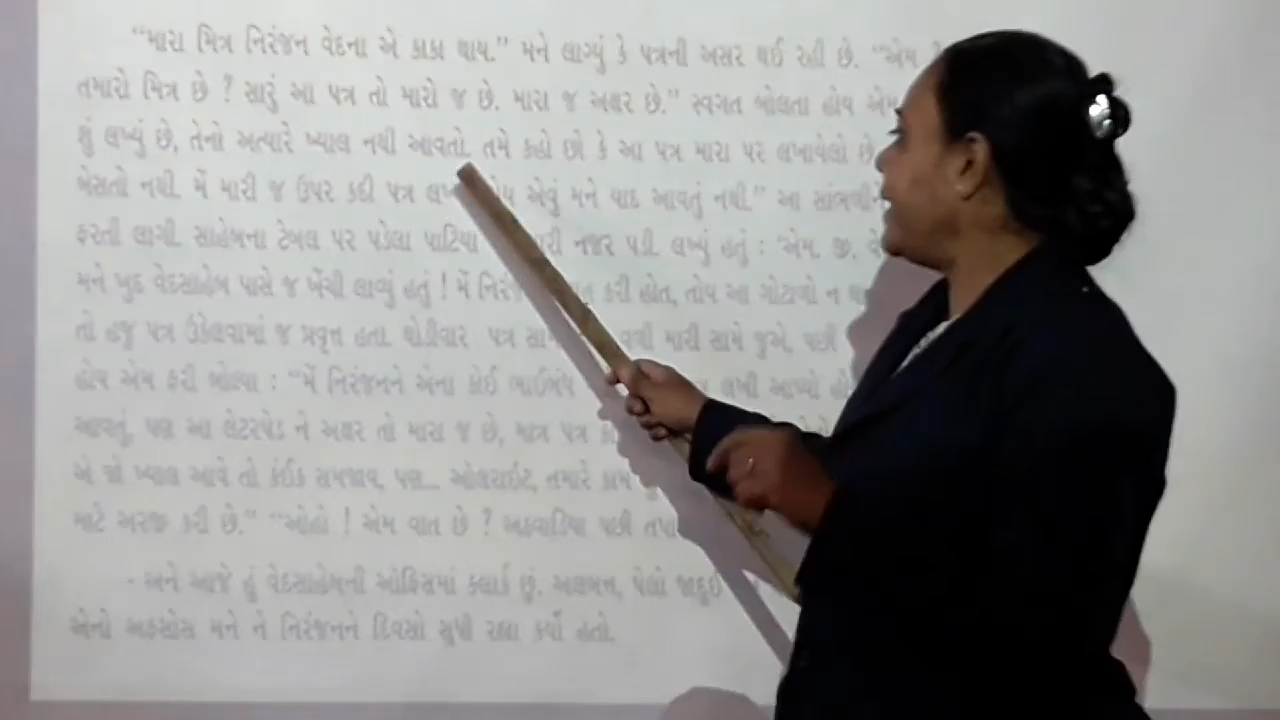 “મારા મિત્ર નિરંજન વેદના એ કાકા થાય.” મને લાગ્યું કે પત્રની અસર થઈ રહી છે. “એમ
તમારો મિત્ર છે ? સારું આ પત્ર તો મારો જ છે. મારા જ અક્ષર છે.” સ્વગત બોલતા હોય એમ
શું લખ્યું છે, તેનો અત્યારે ખ્યાલ નથી આવતો. તમે કહો છો કે આ પત્ર મારા પર લખાયેલો છે
બેસતો નથી. મેં મારી જ ઉપર કદી પત્ર એવું મને યાદ આવતું નથી.” આ સાંભળીને
ફરતી લાગી. સાહેબના ટેબલ પર પડેલા પાટિયા નજર પડી. લખ્યું હતું : ‘એમ. જી.
મને ખુદ વેદસાહેબ પાસે જ ખેંચી લાવ્યું હતું ! મેં કરી હોત, તોય આ ગોટાળો ન
તો હજુ પત્ર ઉકેલવામાં જ પ્રવૃત્ત હતા. થોડીવાર પત્ર મારી સામે જુએ. પછી
હોય એમ ફરી બોલ્યા : “મેં નિરંજનને એના કોઈ ભાઈબંધ લખી આપ્યો
આવતું, પણ આ લેટરપેડ ને અક્ષર તો મારા જ છે, માત્ર પત્ર
એ જો ખ્યાલ આવે તો કંઈક સમજાય, પણ... ઓલરાઇટ, તમારે કામ
માટે અરજી કરી છે.” “ઓહો ! એમ વાત છે ? અઠવાડિયા પછી
- અને આજે હું વેદસાહેબની ઓફિસમાં ક્લાર્ક છું. અલબત્ત, પેલો જાદુઈ
એનો અફસોસ મને ને નિરંજનને દિવસો સુધી રહ્યા કર્યો હતો.